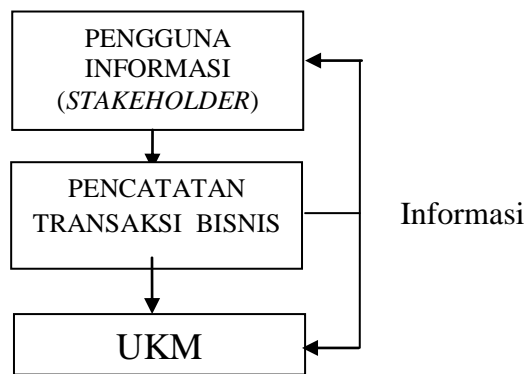 PENGGUNA
INFORMASI
(STAKEHOLDER)
PENCATATAN
TRANSAKSI BISNIS
Informasi
UKM